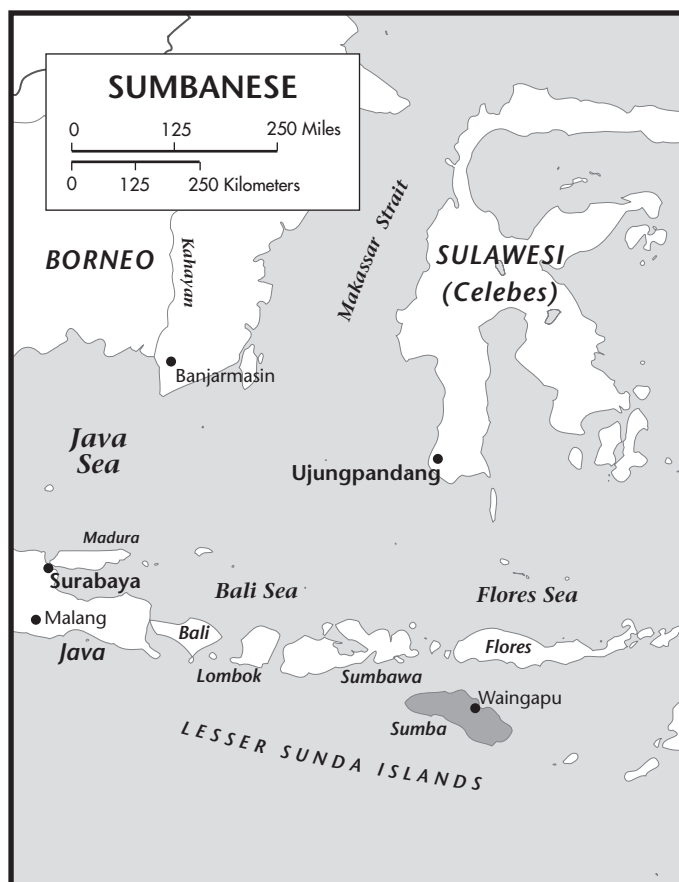 SUMBANESE
0 125 250 Miles
0 125 250 Kilometers
BORNEO
Kahayan
Makassar Strait
SULAWESI
(Celebes)
Banjarmasin
Java
Sea
Ujungpandang
Madura
Surabaya
Bali Sea
Flores Sea
Malang
Bali
Flores
Java
Lombok
Sumbawa
Waingapu
Sumba
LESSER SUNDA ISLANDS